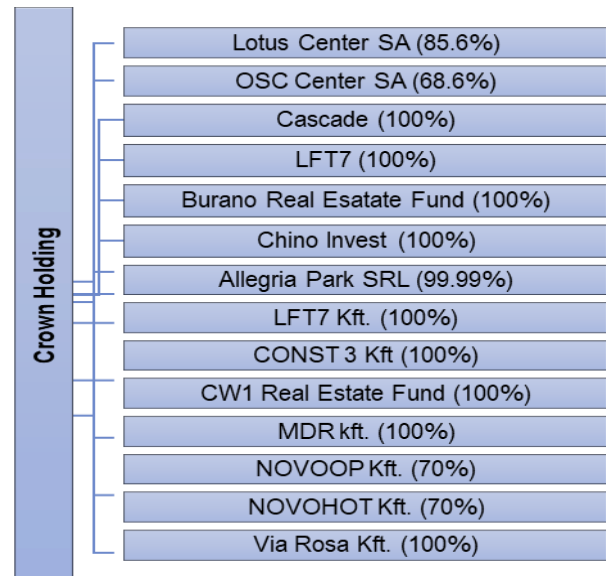 Crown Holding
Lotus Center SA (85.6%)
OSC Center SA (68.6%)
Cascade (100%)
LFT7 (100%)
Burano Real Esatate Fund (100%)
Chino Invest (100%)
Allegria Park SRL (99.99%)
LFT7 Kft. (100%)
CONST 3 Kft (100%)
CW1 Real Estate Fund (100%)
MDR kft. (100%)
NOVOOP Kft. (70%)
NOVOHOT Kft. (70%)
Via Rosa Kft. (100%)